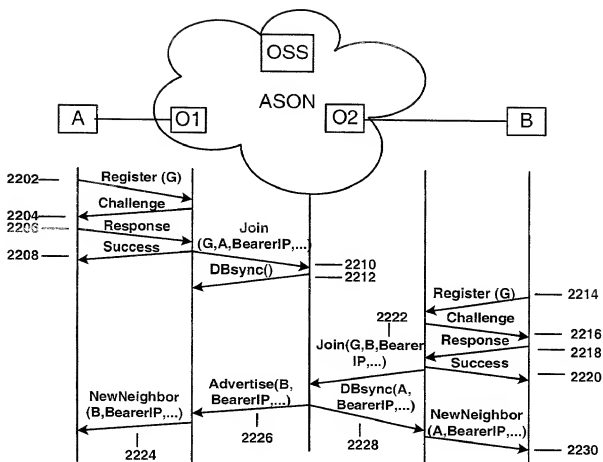 OSS
ASON
A
O1
O2
B
2202
Register (G)
2204
Challenge
2206
Response
2208
Success
Join
(G,A,BearerIP,...)
2210
DBsync()
2212
Register (G)
2214
Challenge
2216
Response
2218
Success
2220
2222
Join(G,B,Bearer
IP,...)
Advertise(B,
BearerIP,...)
2226
DBsync(A,
BearerIP,...)
2228
NewNeighbor
(B,BearerIP,...)
2224
NewNeighbor
(A,BearerIP,...)
2230